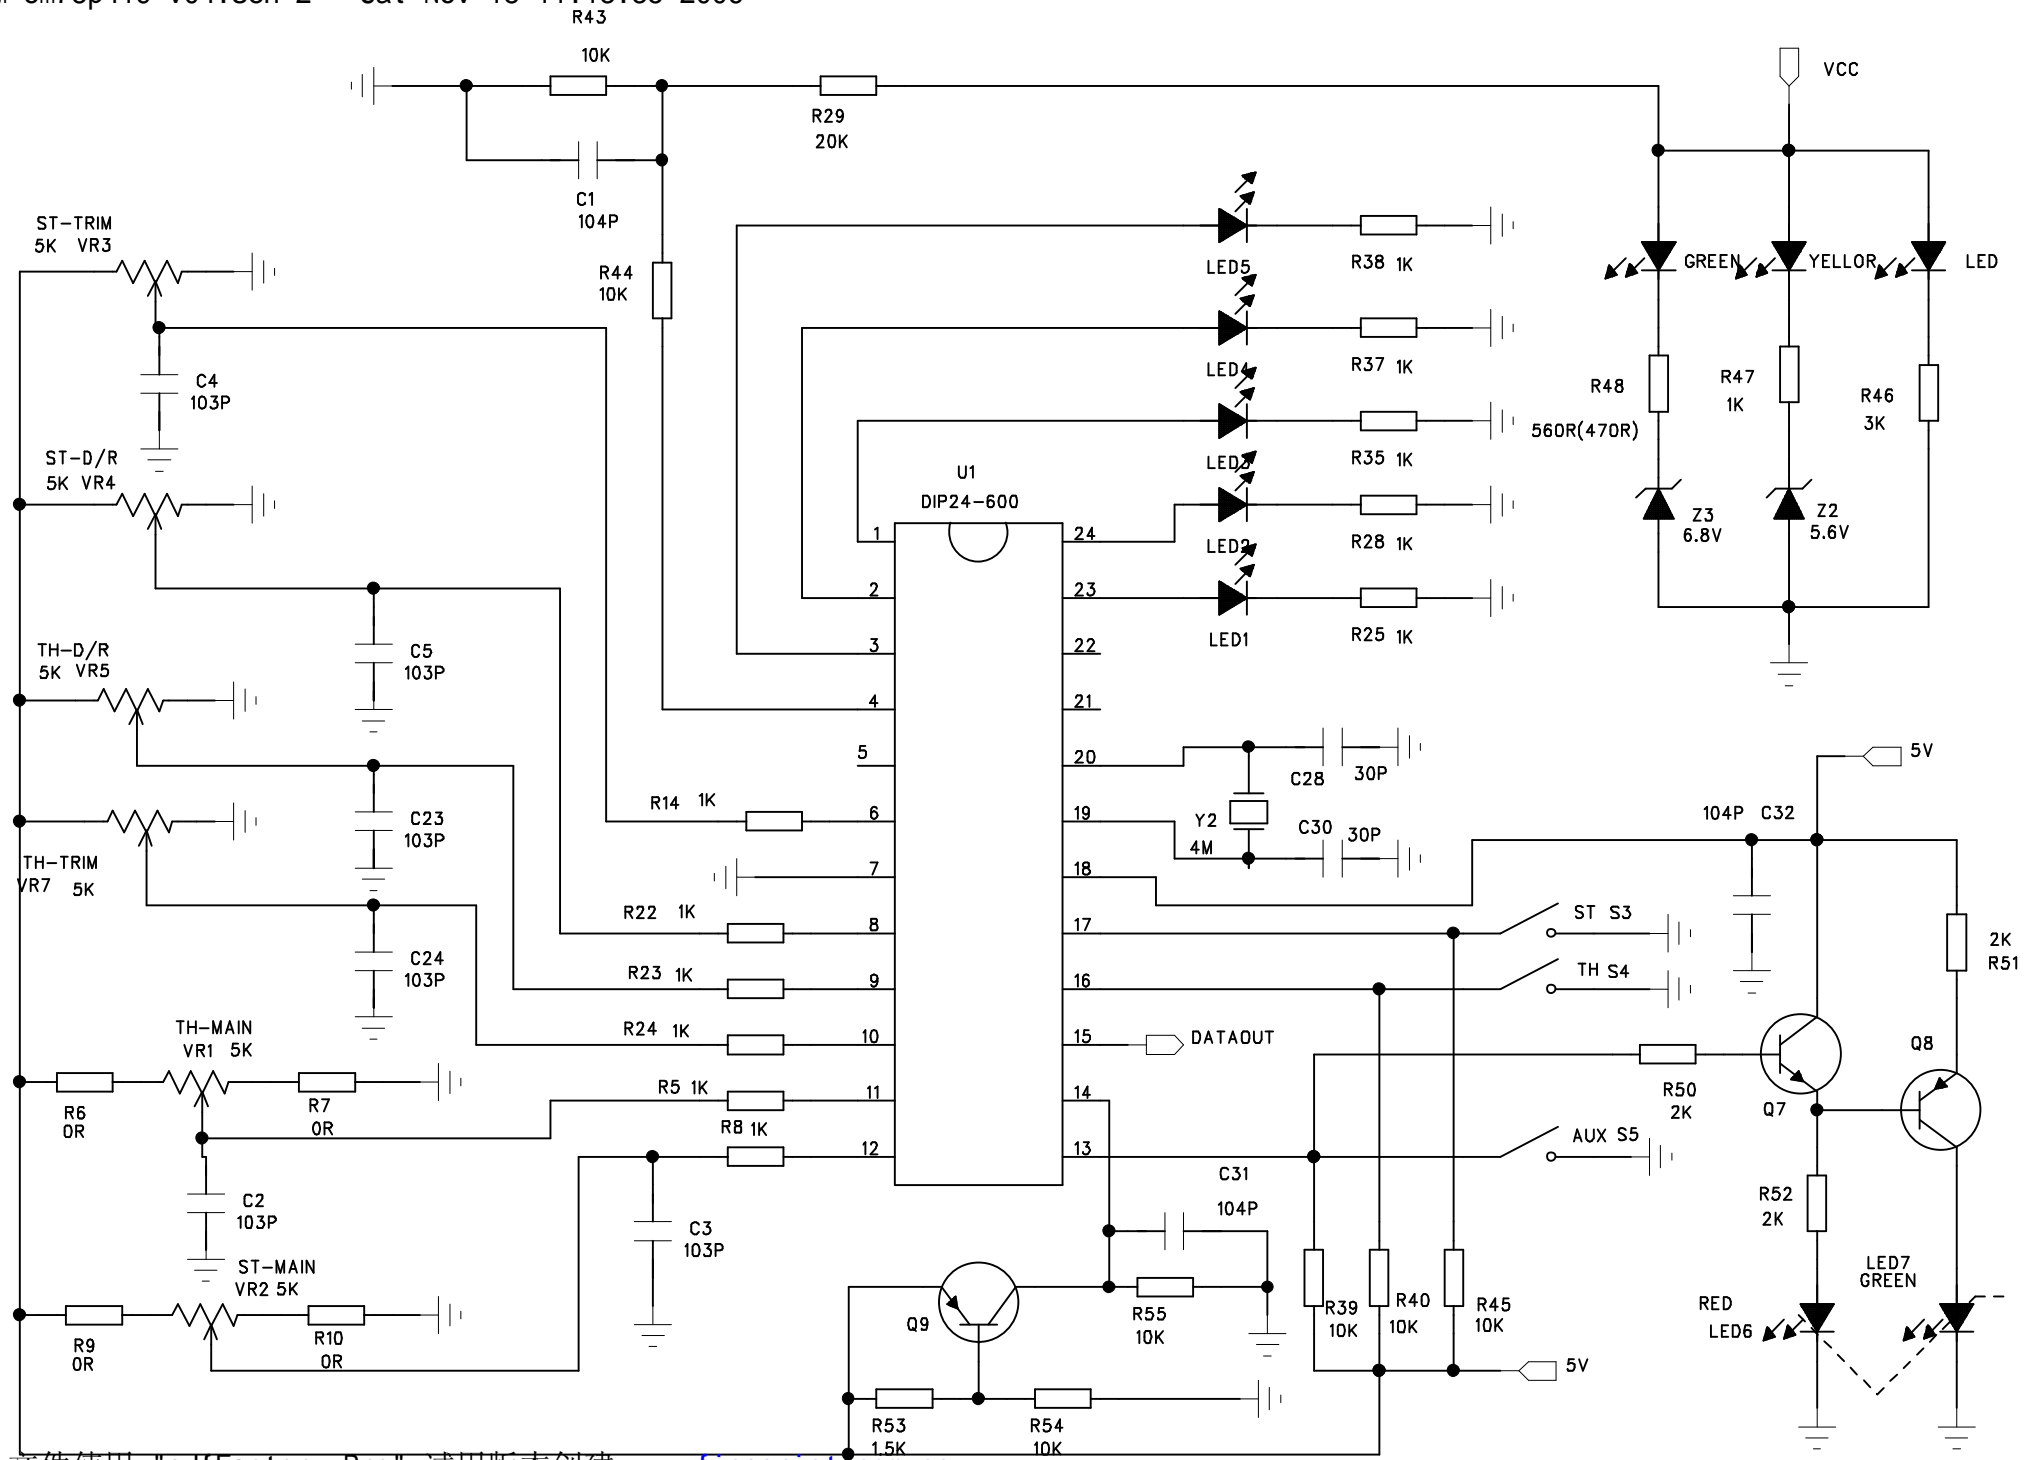 R43
10K
VCC
R29
20K
C1
104P
ST-TRIM
5K VR3
R44
10K
LED5
R38 1K
GREEN
YELLOR
LED
LED4
R37 1K
R48
560R(470R)
R47
1K
R46
3K
C4
103P
ST-D/R
5K VR4
LED3
R35 1K
U1
DIP24-600
Z3
6.8V
Z2
5.6V
LED2
R28 1K
1
24
2
23
3
22
4
21
5
20
6
19
7
18
8
17
9
16
10
15
11
14
12
13
LED1
R25 1K
TH-D/R
5K VR5
C5
103P
5V
C28
30P
R14 1K
C23
103P
Y2
4M
C30 30P
104P C32
TH-TRIM
VR7 5K
R22 1K
ST S3
2K
R51
C24
103P
R23 1K
TH S4
TH-MAIN
VR1 5K
R24 1K
DATAOUT
Q8
R5 1K
R6
0R
R7
0R
R8 1K
R50
2K
Q7
AUX S5
C31
104P
C2
103P
C3
103P
R52
2K
ST-MAIN
VR2 5K
LED7
GREEN
RED
LED6
R9
0R
R10
0R
Q9
R55
10K
R39
10K
R40
10K
R45
10K
5V
R53
1.5K
R54
10K